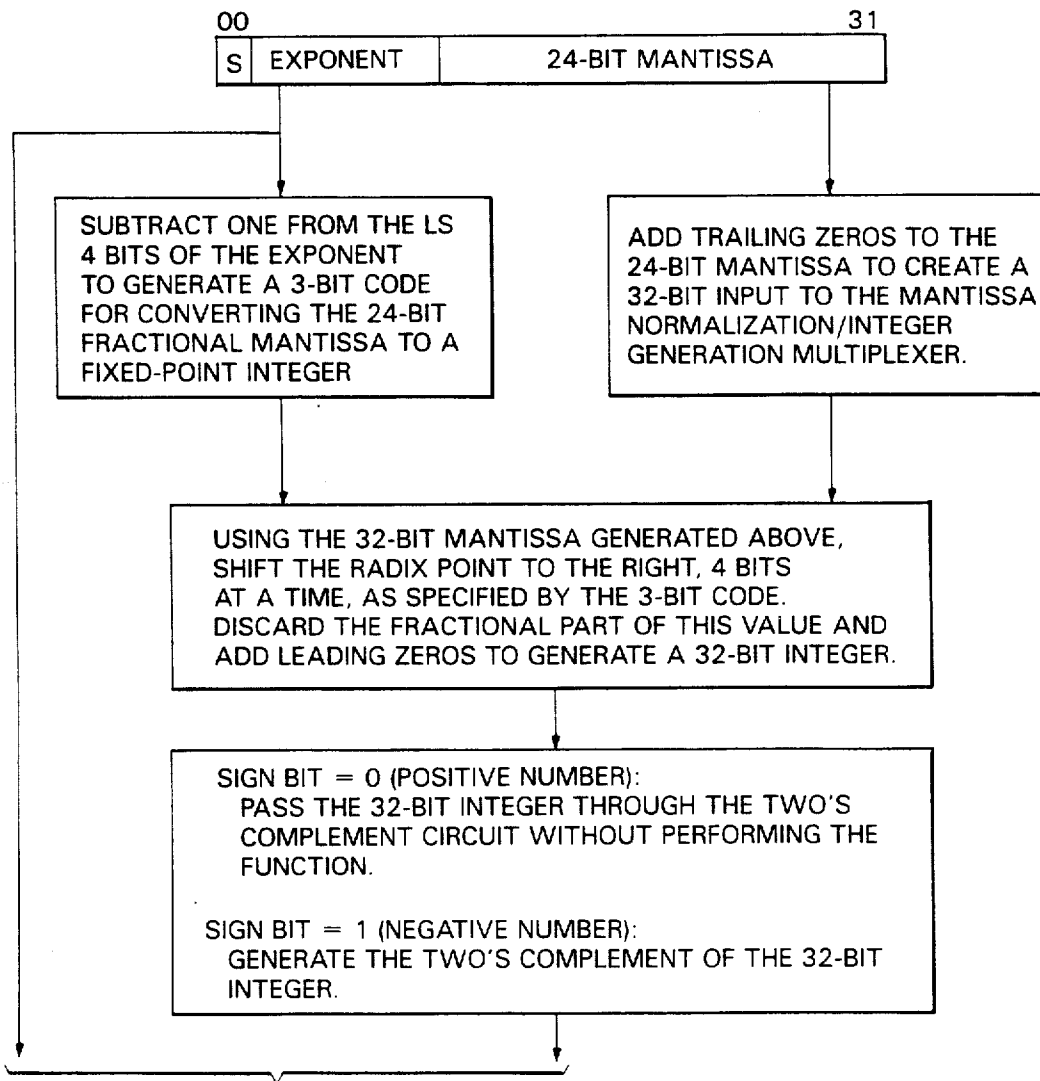 00 31
S EXPONENT 24-BIT MANTISSA
SUBTRACT ONE FROM THE LS
4 BITS OF THE EXPONENT
TO GENERATE A 3-BIT CODE
FOR CONVERTING THE 24-BIT
FRACTIONAL MANTISSA TO A
FIXED-POINT INTEGER
ADD TRAILING ZEROS TO THE
24-BIT MANTISSA TO CREATE A
32-BIT INPUT TO THE MANTISSA
NORMALIZATION/INTEGER
GENERATION MULTIPLEXER.
USING THE 32-BIT MANTISSA GENERATED ABOVE,
SHIFT THE RADIX POINT TO THE RIGHT, 4 BITS
AT A TIME, AS SPECIFIED BY THE 3-BIT CODE.
DISCARD THE FRACTIONAL PART OF THIS VALUE AND
ADD LEADING ZEROS TO GENERATE A 32-BIT INTEGER.
SIGN BIT = 0 (POSITIVE NUMBER):
PASS THE 32-BIT INTEGER THROUGH THE TWO'S
COMPLEMENT CIRCUIT WITHOUT PERFORMING THE
FUNCTION.
SIGN BIT = 1 (NEGATIVE NUMBER):
GENERATE THE TWO'S COMPLEMENT OF THE 32-BIT
INTEGER.